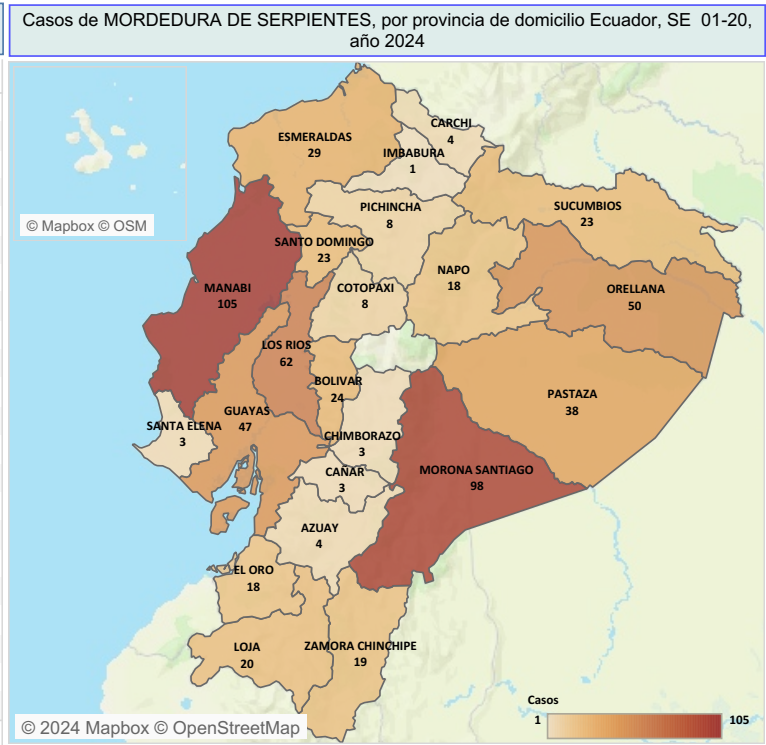 Casos de MORDEDURA DE SERPIENTES, por provincia de domicilio Ecuador, SE 01-20,
año 2024
CARCHI
4
ESMERALDAS
29
IMBABURA
1
© Mapbox © OSM
PICHINCHA
8
SUCUMBIOS
23
SANTO DOMINGO
23
NAPO
18
MANABI
105
COTOPAXI
8
ORELLANA
50
LOS RIOS
62
BOLIVAR
24
PASTAZA
38
GUAYAS
47
SANTA ELENA
3
CHIMBORAZO
3
CAÑAR
3
MORONA SANTIAGO
98
AZUAY
4
EL ORO
18
LOJA
20
ZAMORA CHINCHIPE
19
Casos
1 105
© 2024 Mapbox © OpenStreetMap